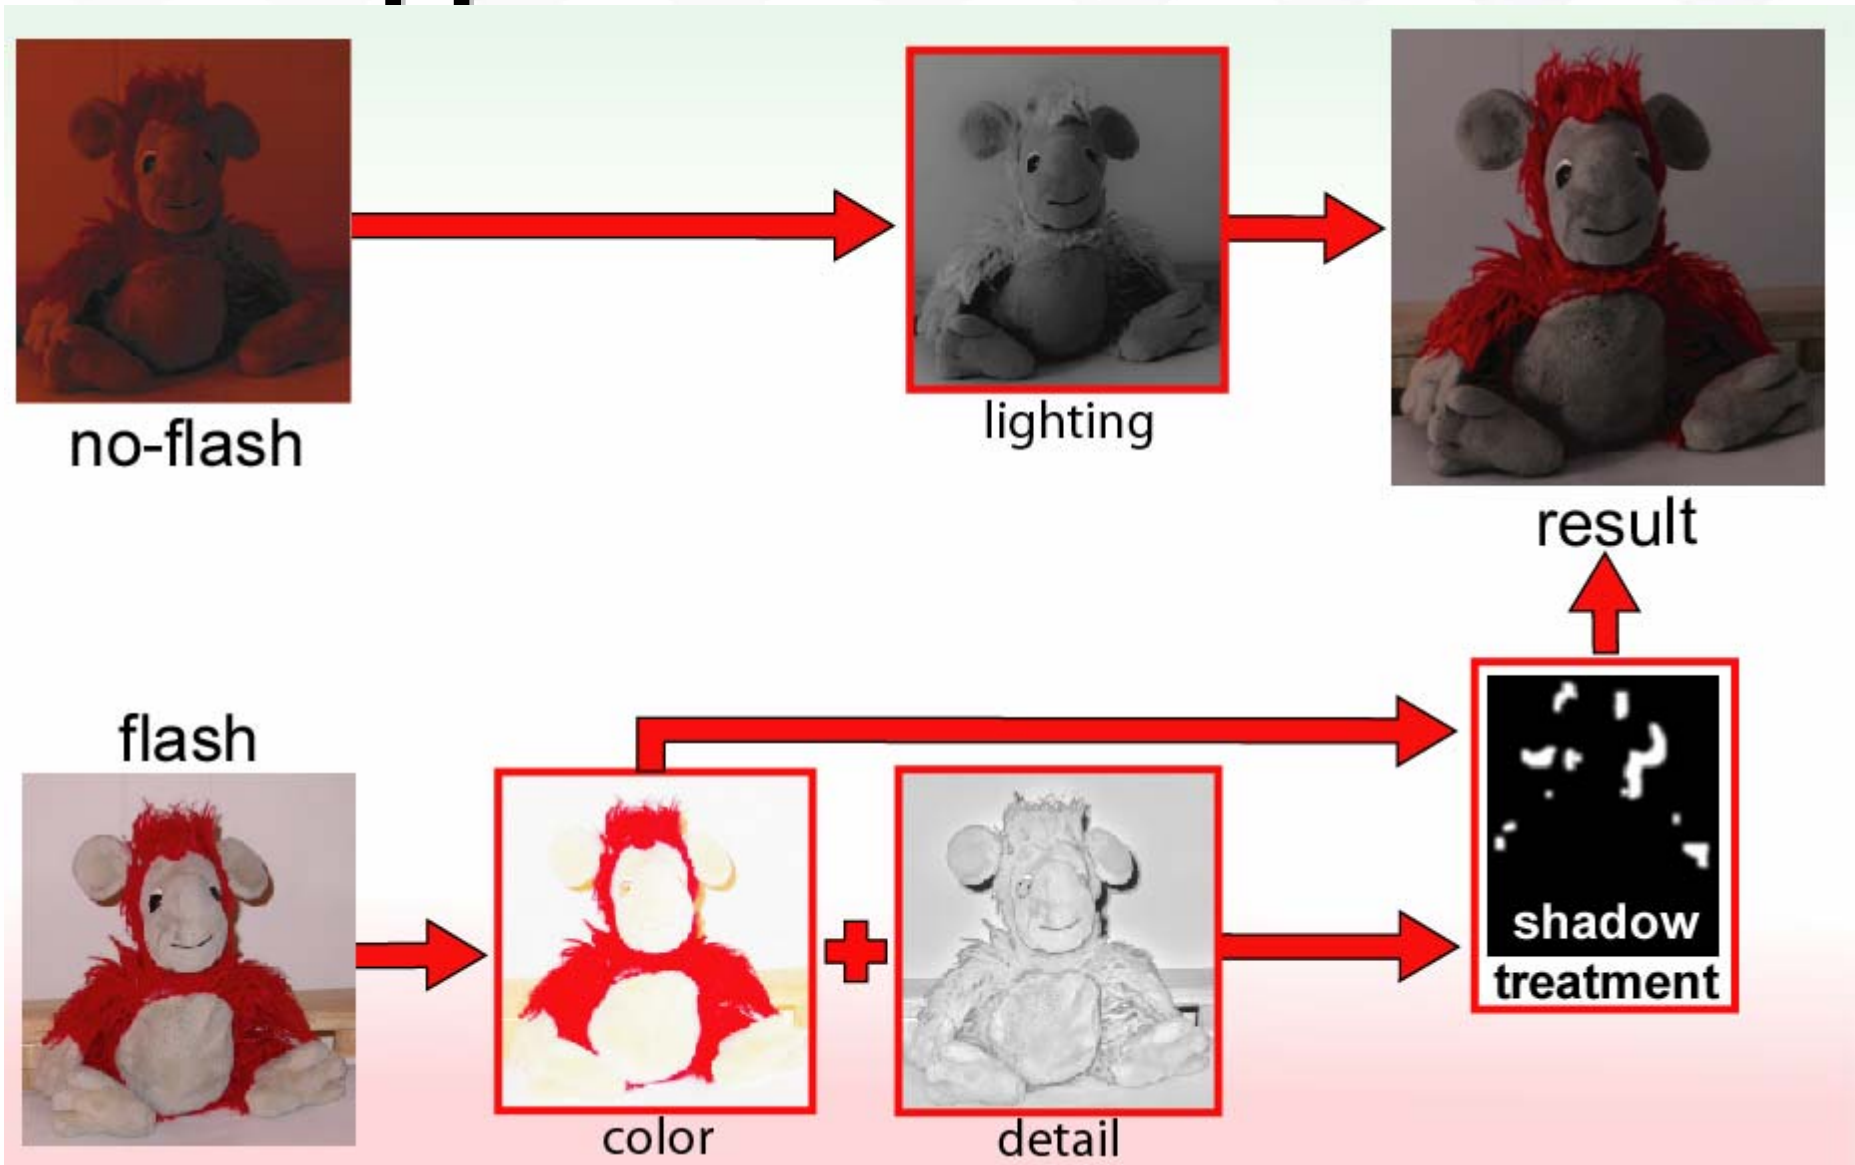 no-flash
lighting
result
flash
color
detail
shadow
treatment